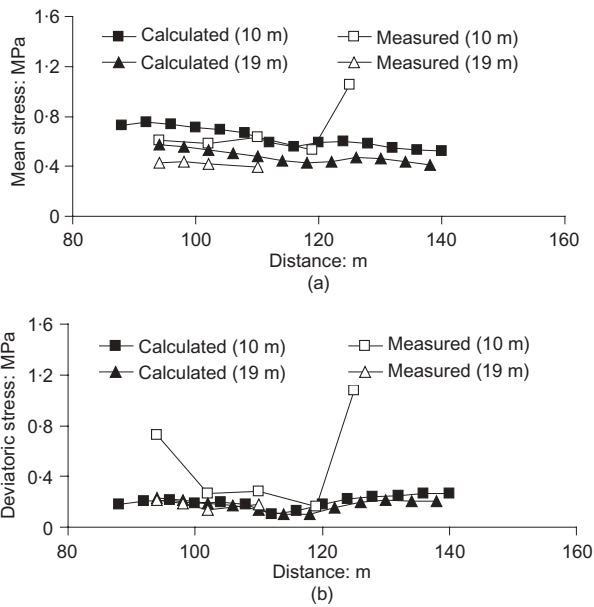 1·6
Calculated (10 m)
Measured (10 m)
Calculated (19 m)
Measured (19 m)
1·2
0·8
0·4
0
Mean stress: MPa
80
100
120
140
160
Distance: m
(a)
1·6
Calculated (10 m)
Measured (10 m)
Calculated (19 m)
Measured (19 m)
1·2
0·8
0·4
0
Deviatoric stress: MPa
80
100
120
140
160
Distance: m
(b)